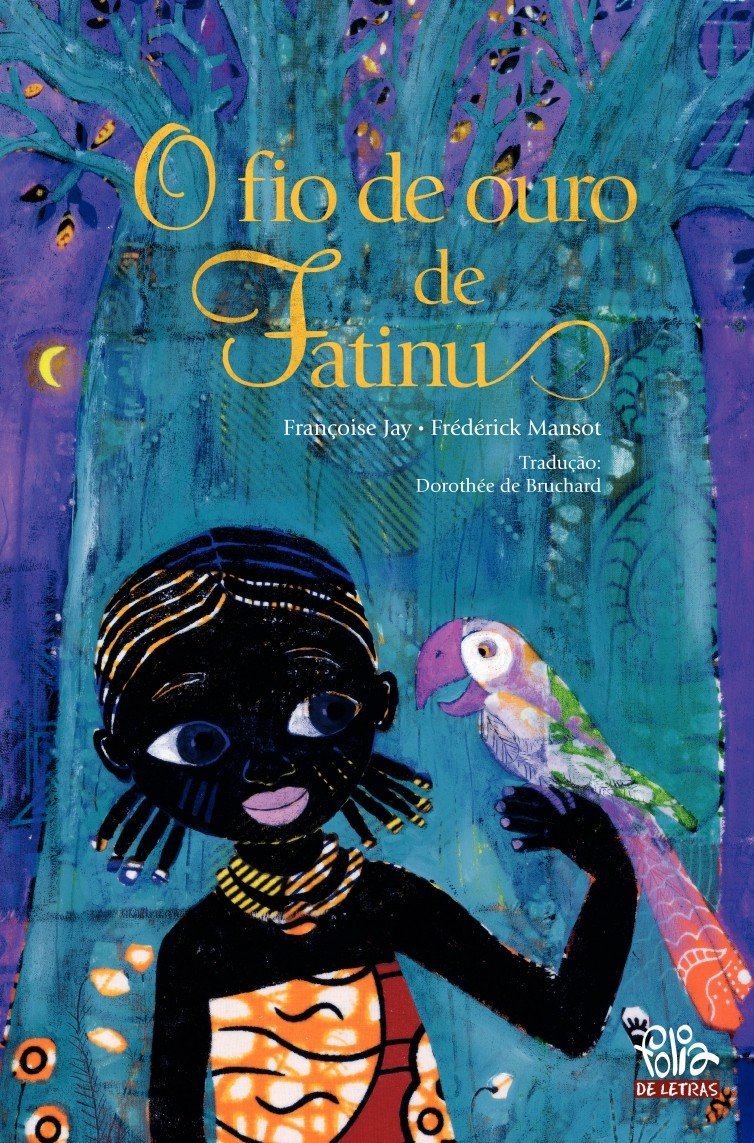 O fio de ouro
de
Fatinu
Françoise Jay • Frédérick Mansot
Tradução:
Dorothée de Bruchard
folia
DE LETRAS